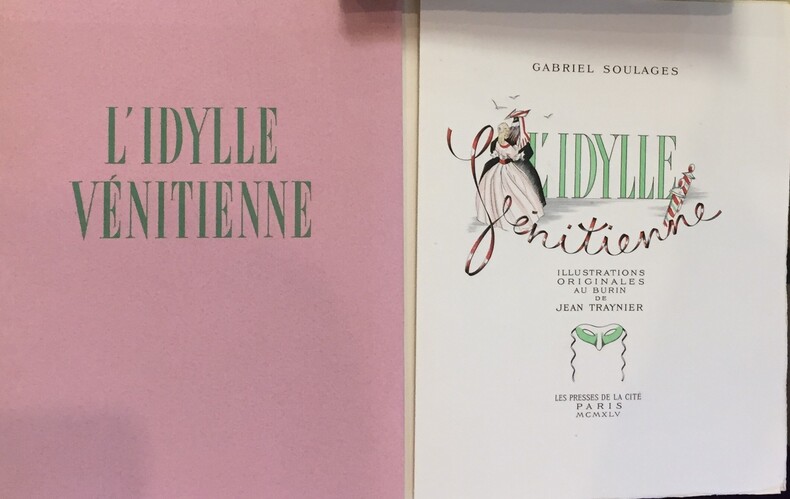 L'IDYLLE
VÉNITIENNE
GABRIEL SOULAGES
L'IDYLLE
Vénitienne
ILLUSTRATIONS
ORIGINALES
AU BURIN
DE
JEAN TRAYNIER
LES PRESSES DE LA CITÉ
PARIS
MCMXLV